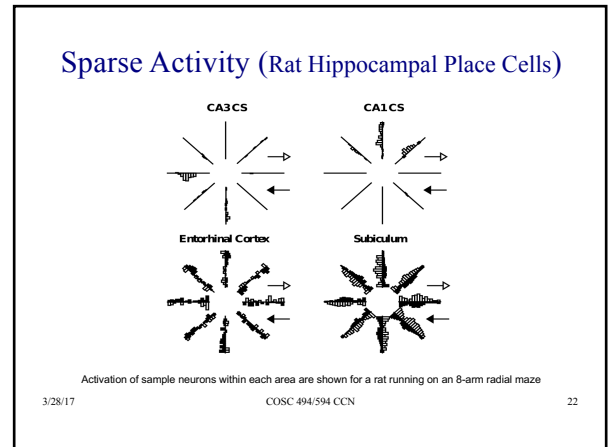 Sparse Activity (Rat Hippocampal Place Cells)
CA3CS CA1CS
Entorhinal Cortex Subiculum
Activation of sample neurons within each area are shown for a rat running on an 8-arm radial maze
3/28/17 COSC 494/594 CCN 22